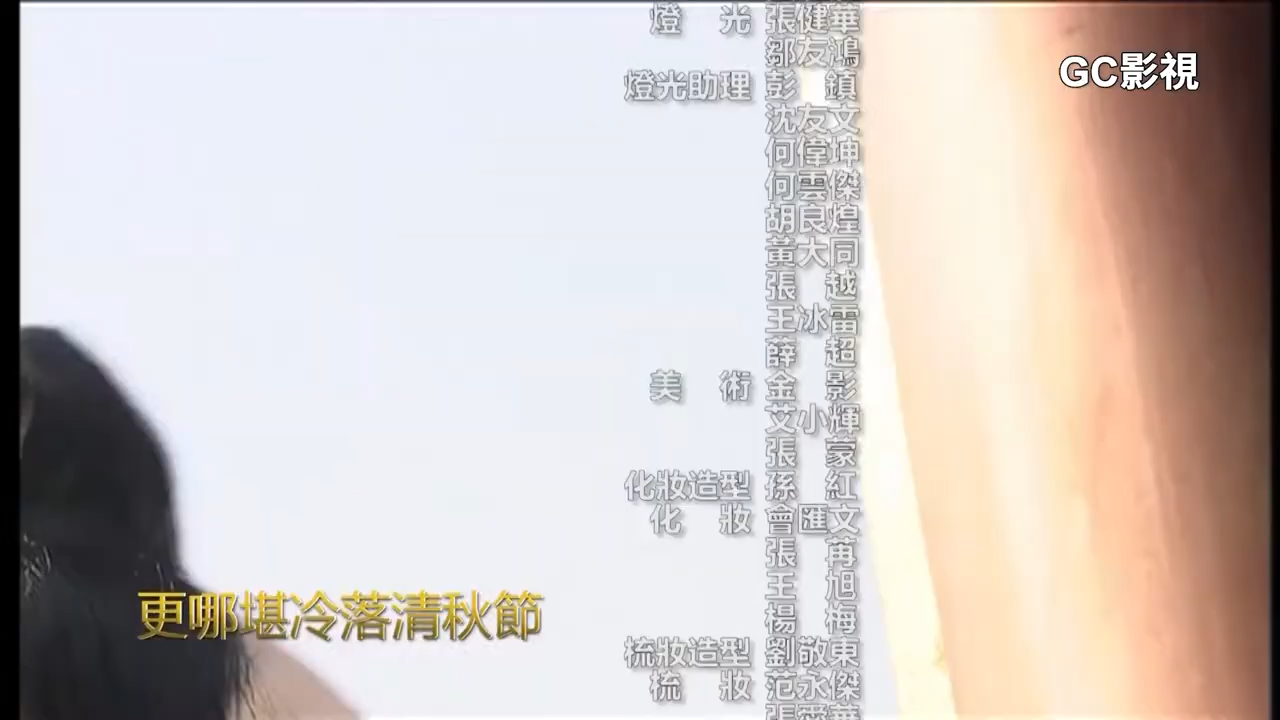 燈 光 張健華
鄒友鴻
GC影視
燈光助理 彭 鎮
沈友文
何偉坤
何雲傑
胡良煌
黃大同
張 越
王冰雷
薛 超
美 術 金 影
艾小輝
張 蒙
化妝造型 孫 紅
化 妝 會匯文
張 苒
王 旭
更哪堪冷落清秋節
楊 梅
梳妝造型 劉敬東
梳 妝 范永傑